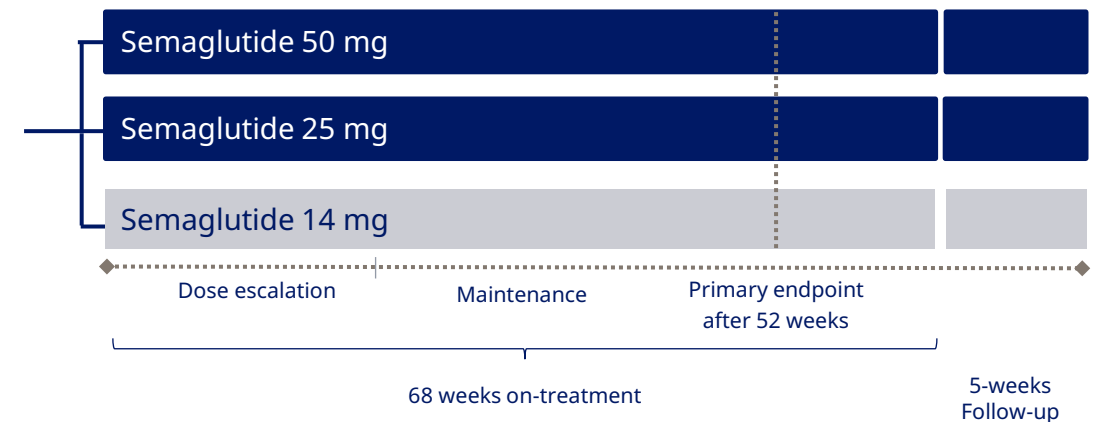 Semaglutide 50 mg
Semaglutide 25 mg
Semaglutide 14 mg
Dose escalation
Maintenance
Primary endpoint
after 52 weeks
68 weeks on-treatment
5-weeks
Follow-up